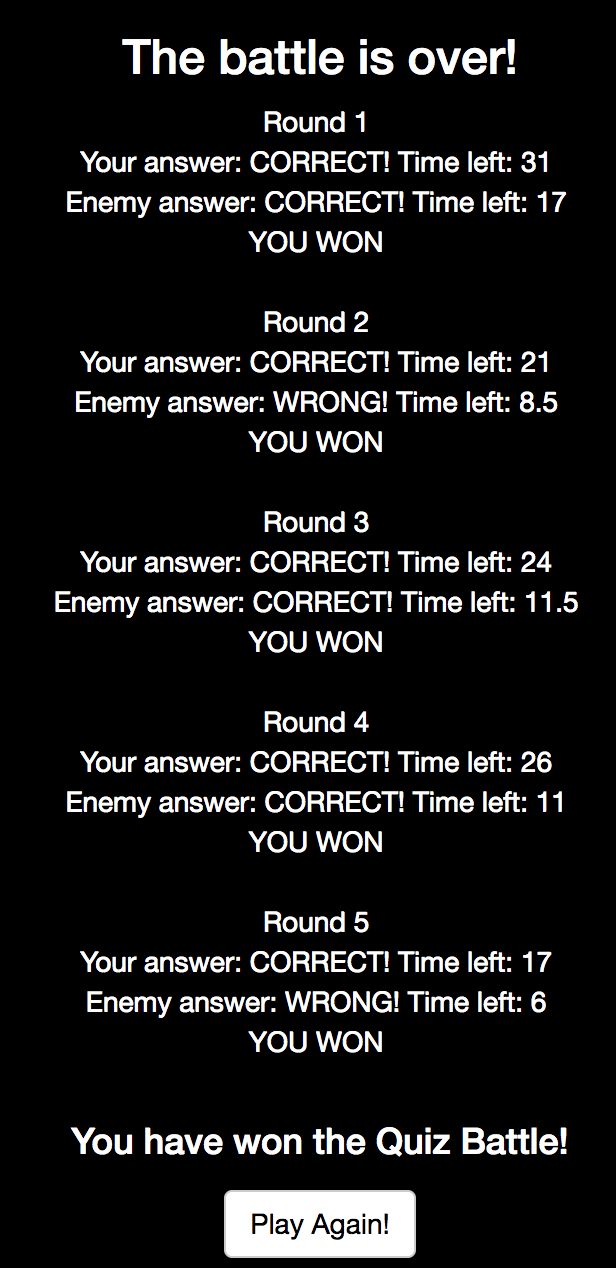 The battle is over!
Round 1
Your answer: CORRECT! Time left: 31
Enemy answer: CORRECT! Time left: 17
YOU WON
Round 2
Your answer: CORRECT! Time left: 21
Enemy answer: WRONG! Time left: 8.5
YOU WON
Round 3
Your answer: CORRECT! Time left: 24
Enemy answer: CORRECT! Time left: 11.5
YOU WON
Round 4
Your answer: CORRECT! Time left: 26
Enemy answer: CORRECT! Time left: 11
YOU WON
Round 5
Your answer: CORRECT! Time left: 17
Enemy answer: WRONG! Time left: 6
YOU WON
You have won the Quiz Battle!
Play Again!